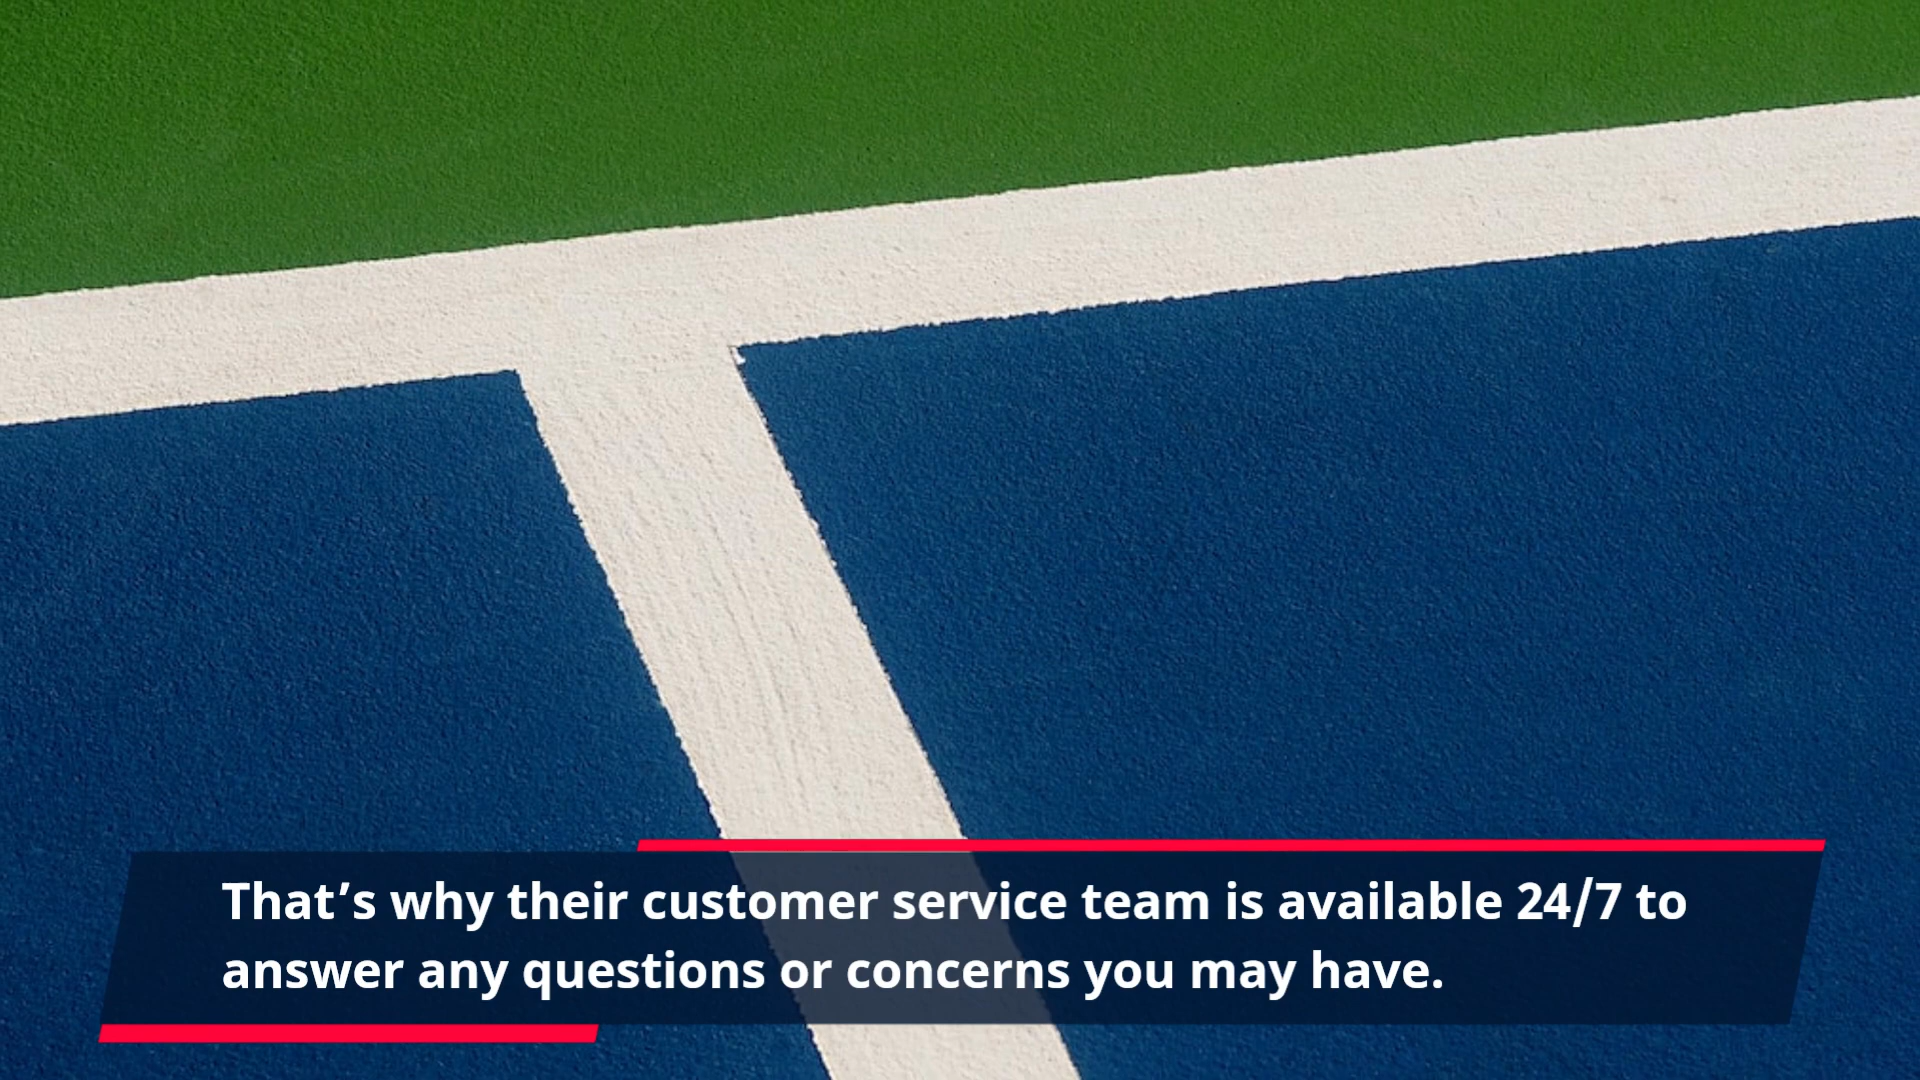 That’s why their customer service team is available 24/7 to
answer any questions or concerns you may have.